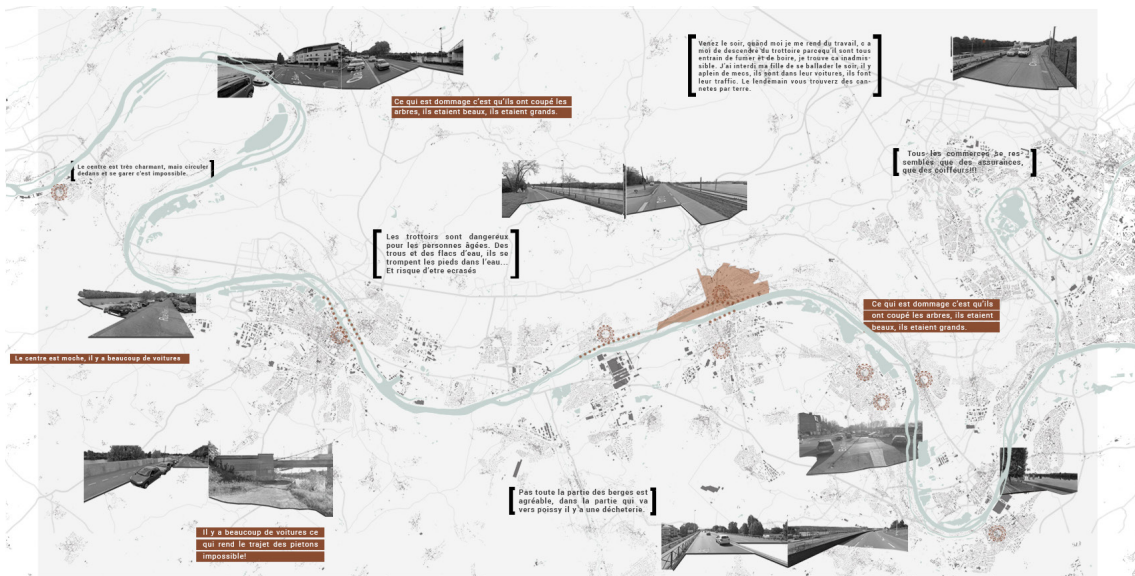 Venez le soir, quand moi je me rend du travail, c a
moi de descendre du trottoire parcequ'il sont tous
entrain de fumer et de boire, je trouve ca inadmis-
sible. J'ai interdi ma fille de se ballader le soir, il y
aplein de mecs, ils sont dans leur voitures, ils font
leur traffic. Le lendemain vous trouverz des can-
netes par terre.
Ce qui est dommage c'est qu'ils ont coupé les
arbres, ils etaient beaux, ils etaient grands.
Le centre est très charmant, mais circuler
dedans et se garer c'est impossible.
Tous les commerces se res-
semblés que des assurances,
que des coiffeurs!!!
Les trottoirs sont dangereux
pour les personnes âgées. Des
trous et des flacs d'eau, ils se
trompent les pieds dans l'eau...
Et risque d'etre ecrasés
Ce qui est dommage c'est qu'ils
ont coupé les arbres, ils etaient
beaux, ils etaient grands.
Le centre est moche, il y a beaucoup de voitures
Pas toute la partie des berges est
agréable, dans la partie qui va
vers poissy il y'a une décheterie.
Il y a beaucoup de voitures ce
qui rend le trajet des pietons
impossible!